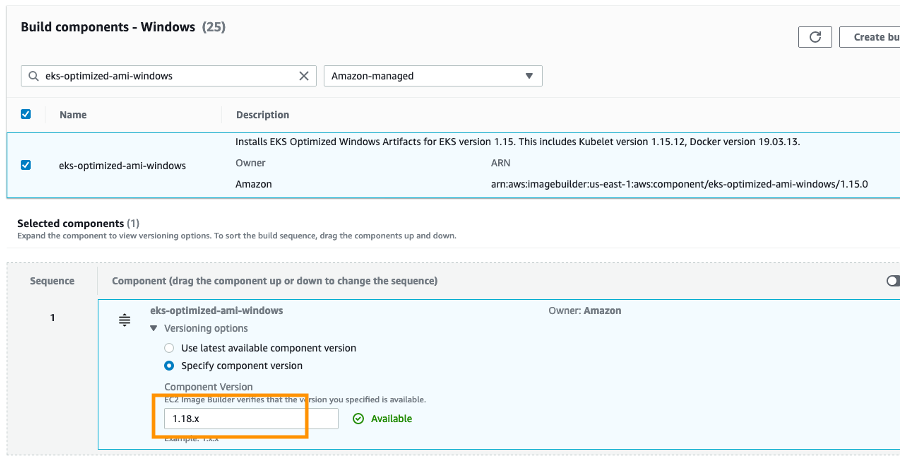 Build components - Windows (25)
Create bu
eks-optimized-ami-windows
Amazon-managed
Name
Description
Installs EKS Optimized Windows Artifacts for EKS version 1.15. This includes Kubelet version 1.15.12, Docker version 19.03.13.
eks-optimized-ami-windows
Owner
ARN
Amazon
arn:aws:imagebuilder:us-east-1:aws:component/eks-optimized-ami-windows/1.15.0
Selected components (1)
Expand the component to view versioning options. To sort the build sequence, drag the components up and down.
Sequence
Component (drag the component up or down to change the sequence)
1
eks-optimized-ami-windows
Owner: Amazon
Versioning options
Use latest available component version
Specify component version
Component Version
EC2 Image Builder verifies that the version you specified is available.
1.18.x
Available
Example: 1.x.x